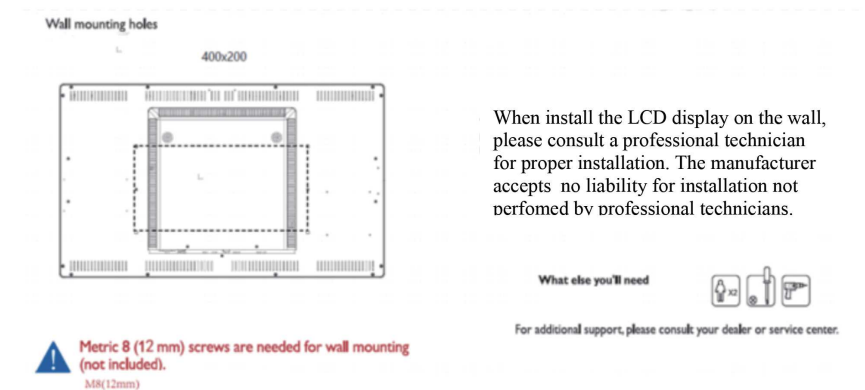 Wall mounting holes
400x200
When install the LCD display on the wall,
please consult a professional technician
for proper installation. The manufacturer
accepts no liability for installation not
perfomed by professional technicians.
What else you'll need
X2
For additional support, please consult your dealer or service center.
Metric 8 (12 mm) screws are needed for wall mounting
(not included).
M8(12mm)